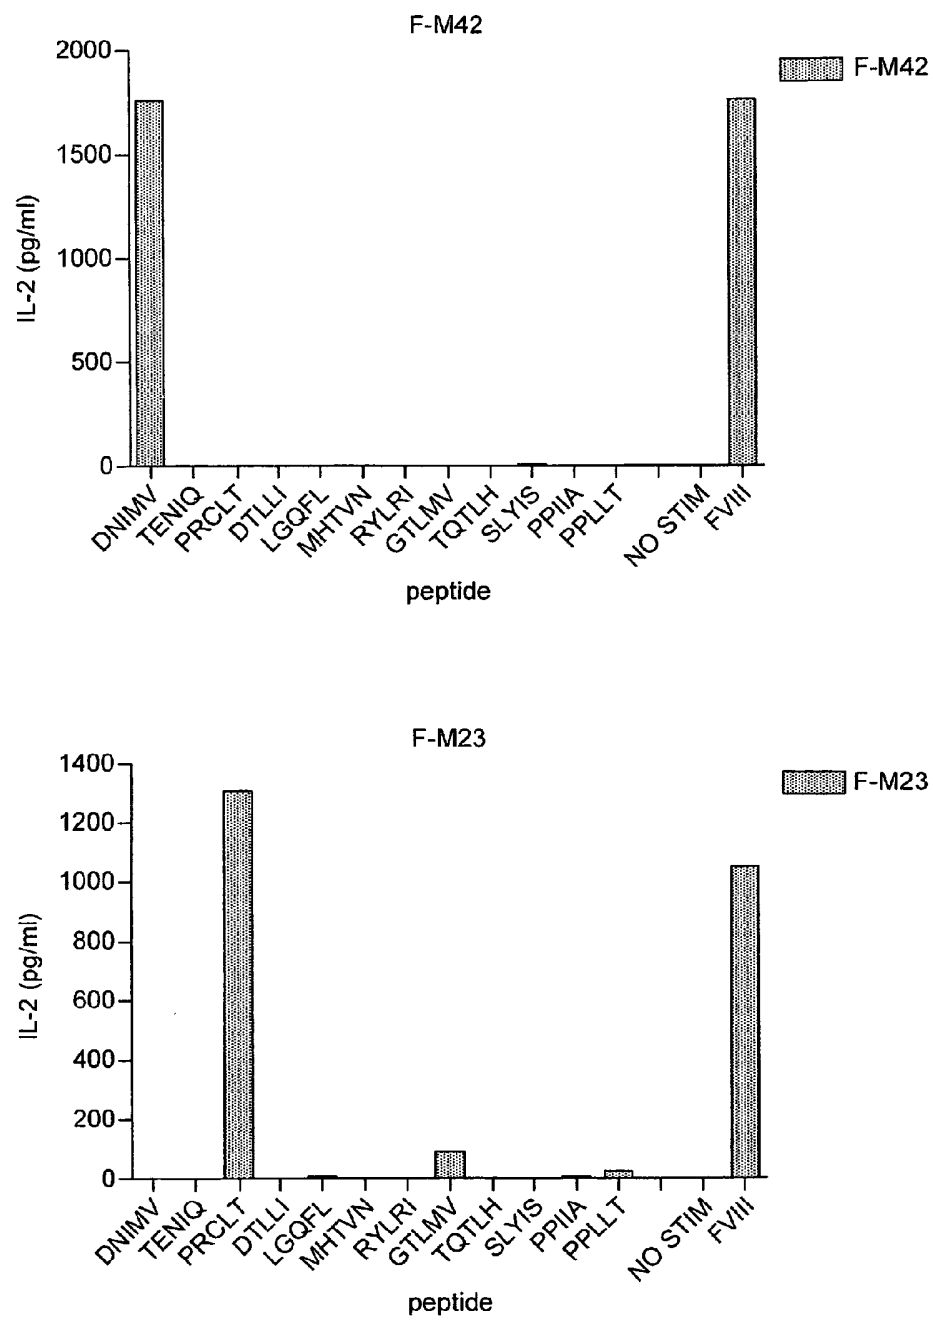 F-M42
F-M42
2000
1500
1000
500
0
IL-2 (pg/ml)
DNIMV
TENIQ
PRCLT
DTLLI
LGQFL
MHTVN
RYLRI
GTLMV
TQTLH
SLYIS
PPIIA
PPLLT
NO STIM
FVIII
peptide
F-M23
F-M23
1400
1200
1000
800
600
400
200
0
IL-2 (pg/ml)
DNIMV
TENIQ
PRCLT
DTLLI
LGQFL
MHTVN
RYLRI
GTLMV
TQTLH
SLYIS
PPIIA
PPLLT
NO STIM
FVIII
peptide